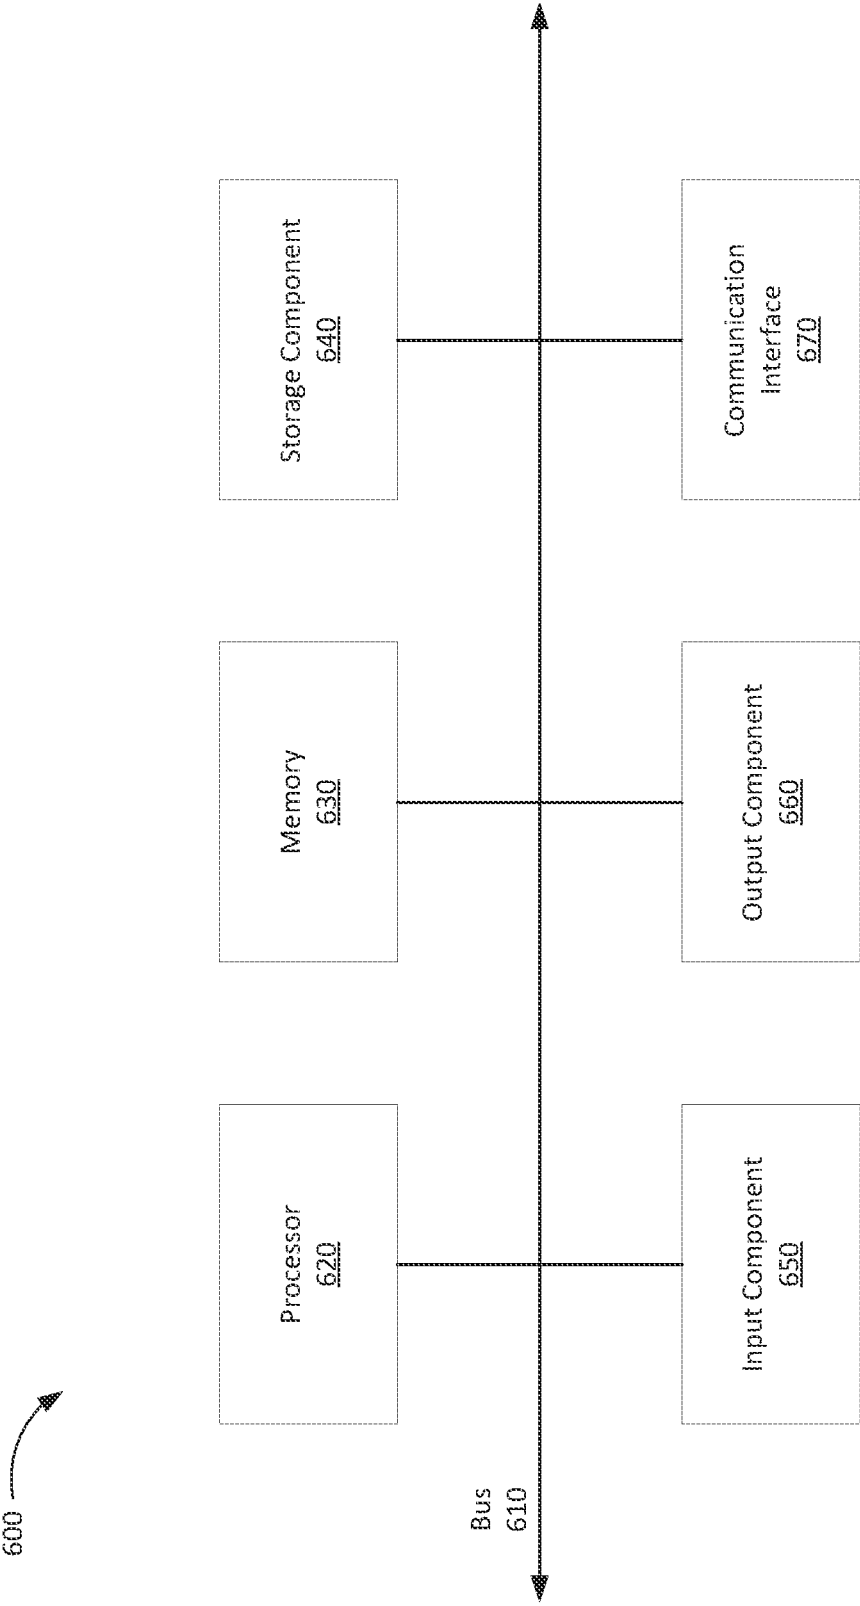 600
Processor
620
Memory
630
Storage Component
640
Bus
610
Input Component
650
Output Component
660
Communication
Interface
670